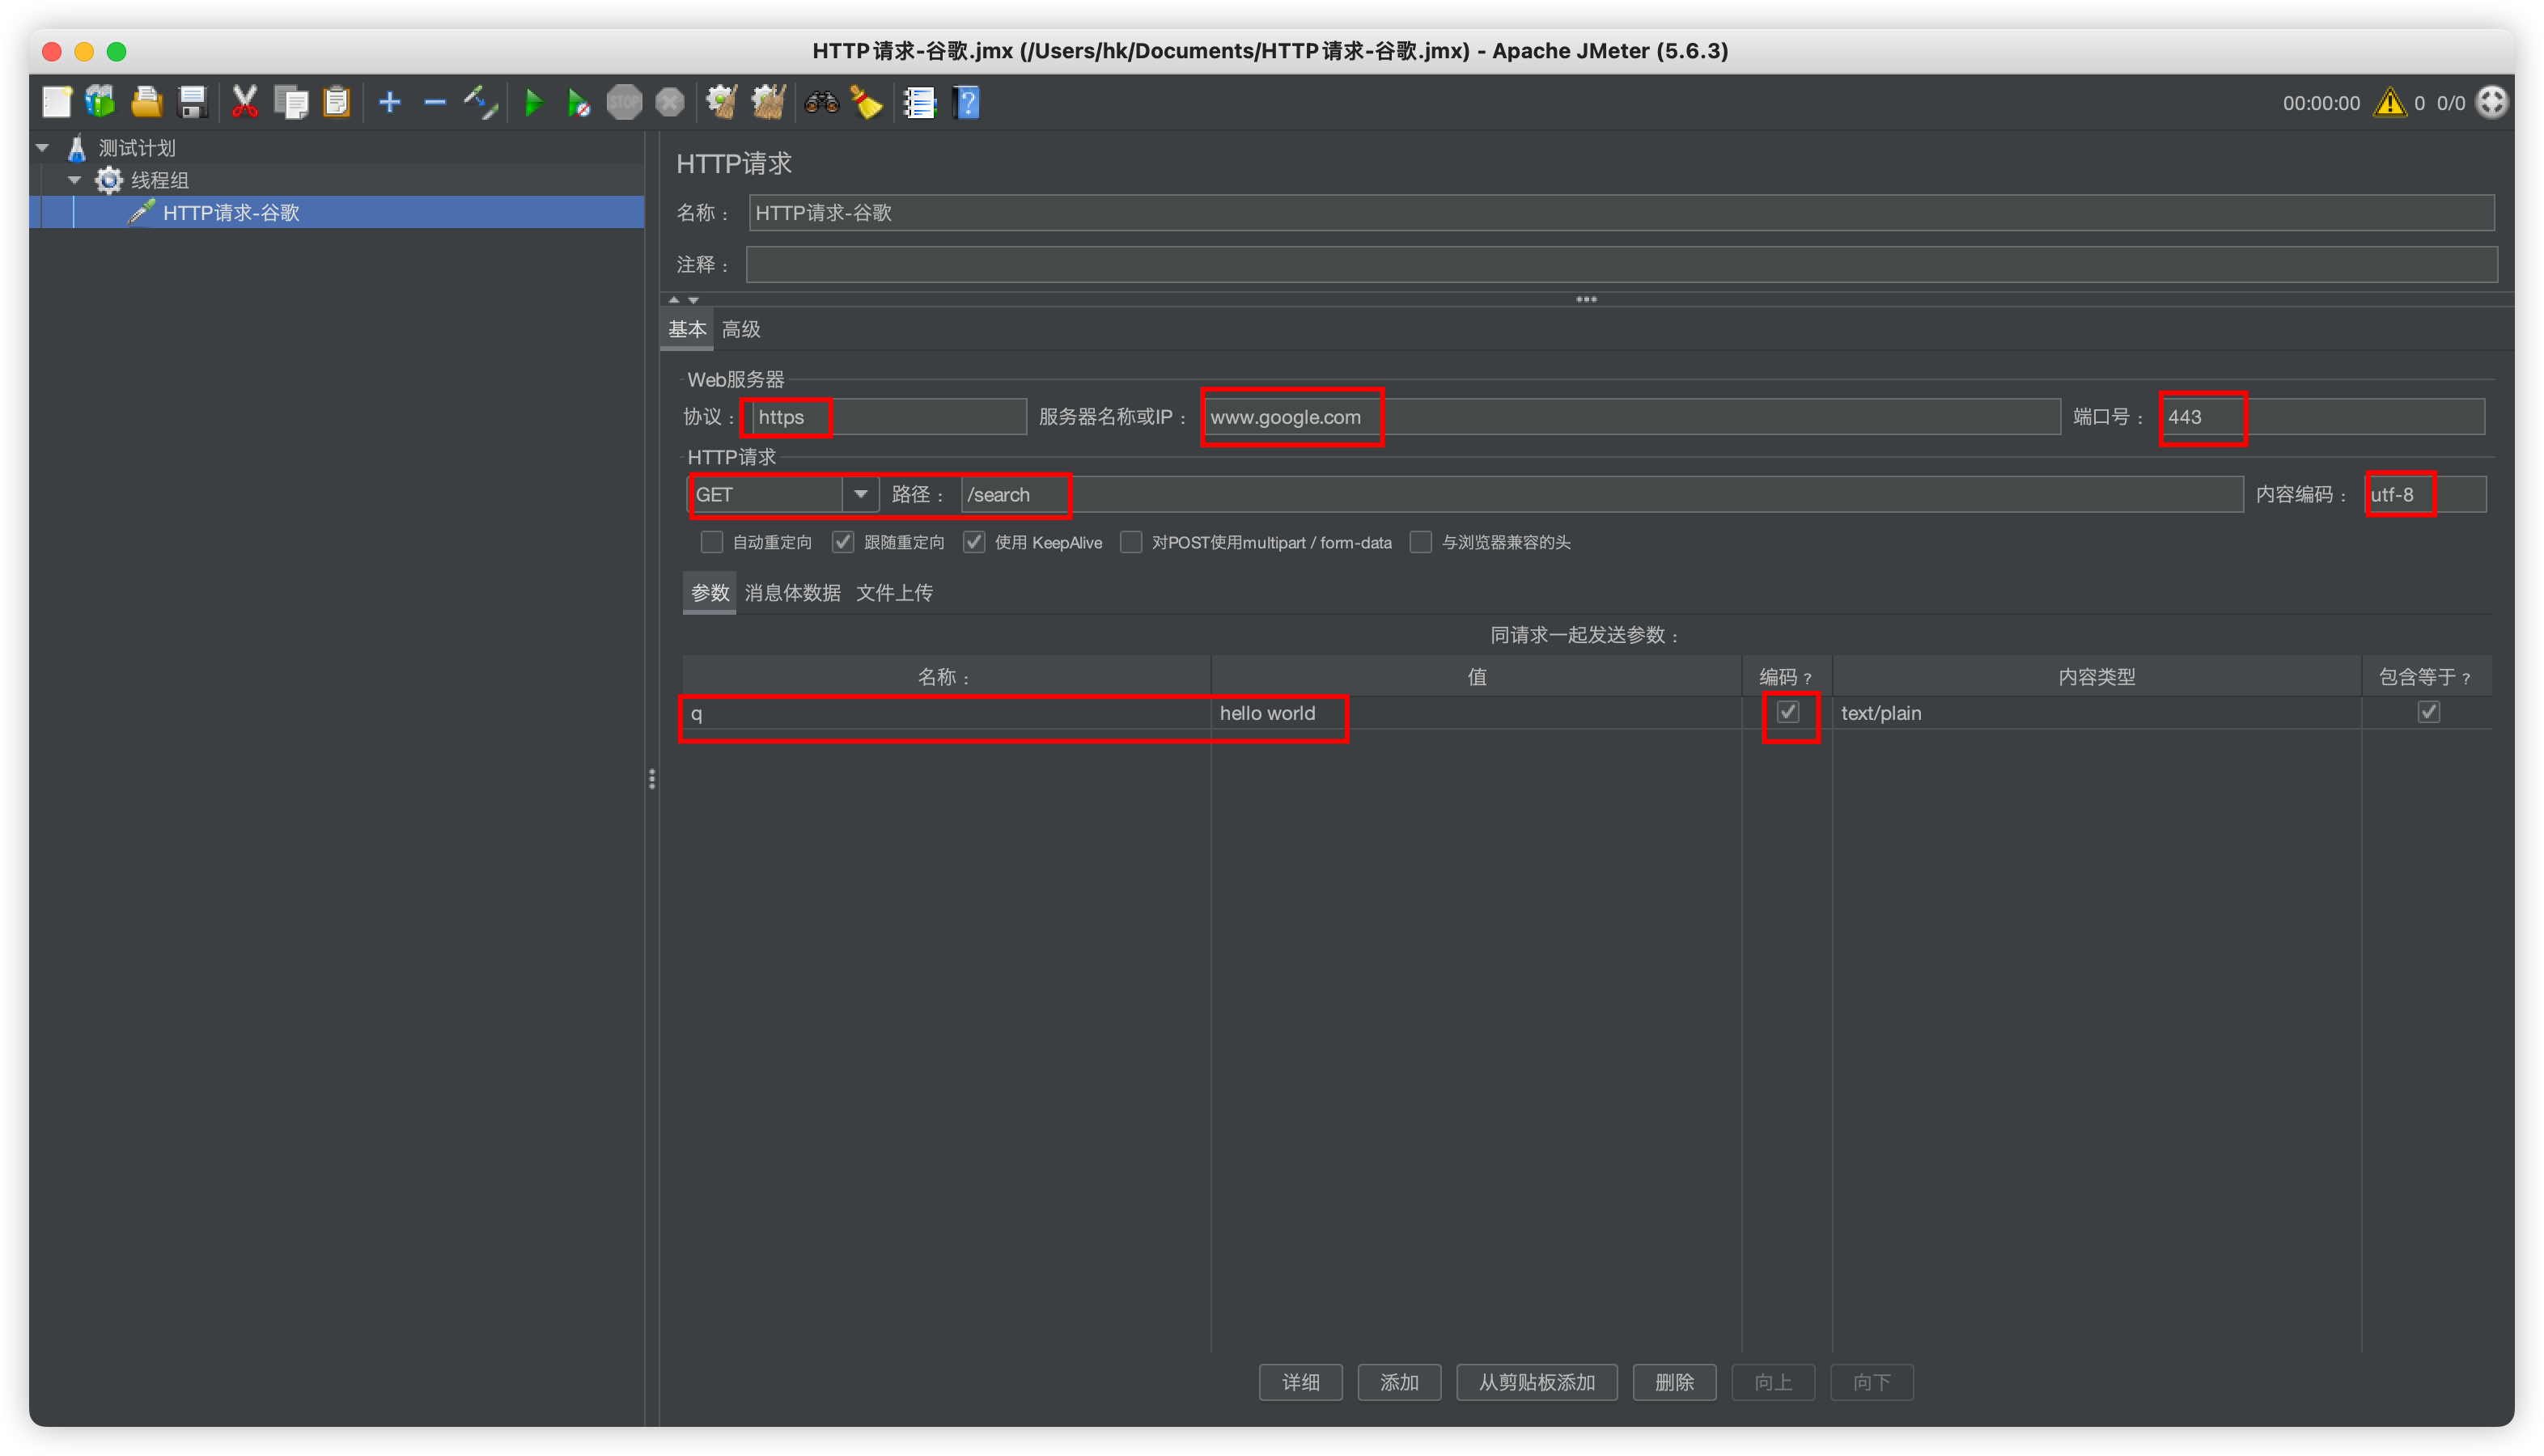 HTTP请求-谷歌.jmx (/Users/hk/Documents/HTTP请求-谷歌.jmx) - Apache JMeter (5.6.3)
STOP
00:00:00 0 0/0
测试计划
线程组
HTTP请求-谷歌
HTTP请求
名称：
HTTP请求-谷歌
注释：
基本 高级
Web服务器
协议： https 服务器名称或IP： www.google.com 端口号： 443
HTTP请求
GET 路径： /search 内容编码： utf-8
自动重定向 跟随重定向 使用 KeepAlive 对POST使用multipart / form-data 与浏览器兼容的头
参数 消息体数据 文件上传
同请求一起发送参数：
名称： 值 编码? 内容类型 包含等于?
q hello world text/plain
详细 添加 从剪贴板添加 删除 向上 向下